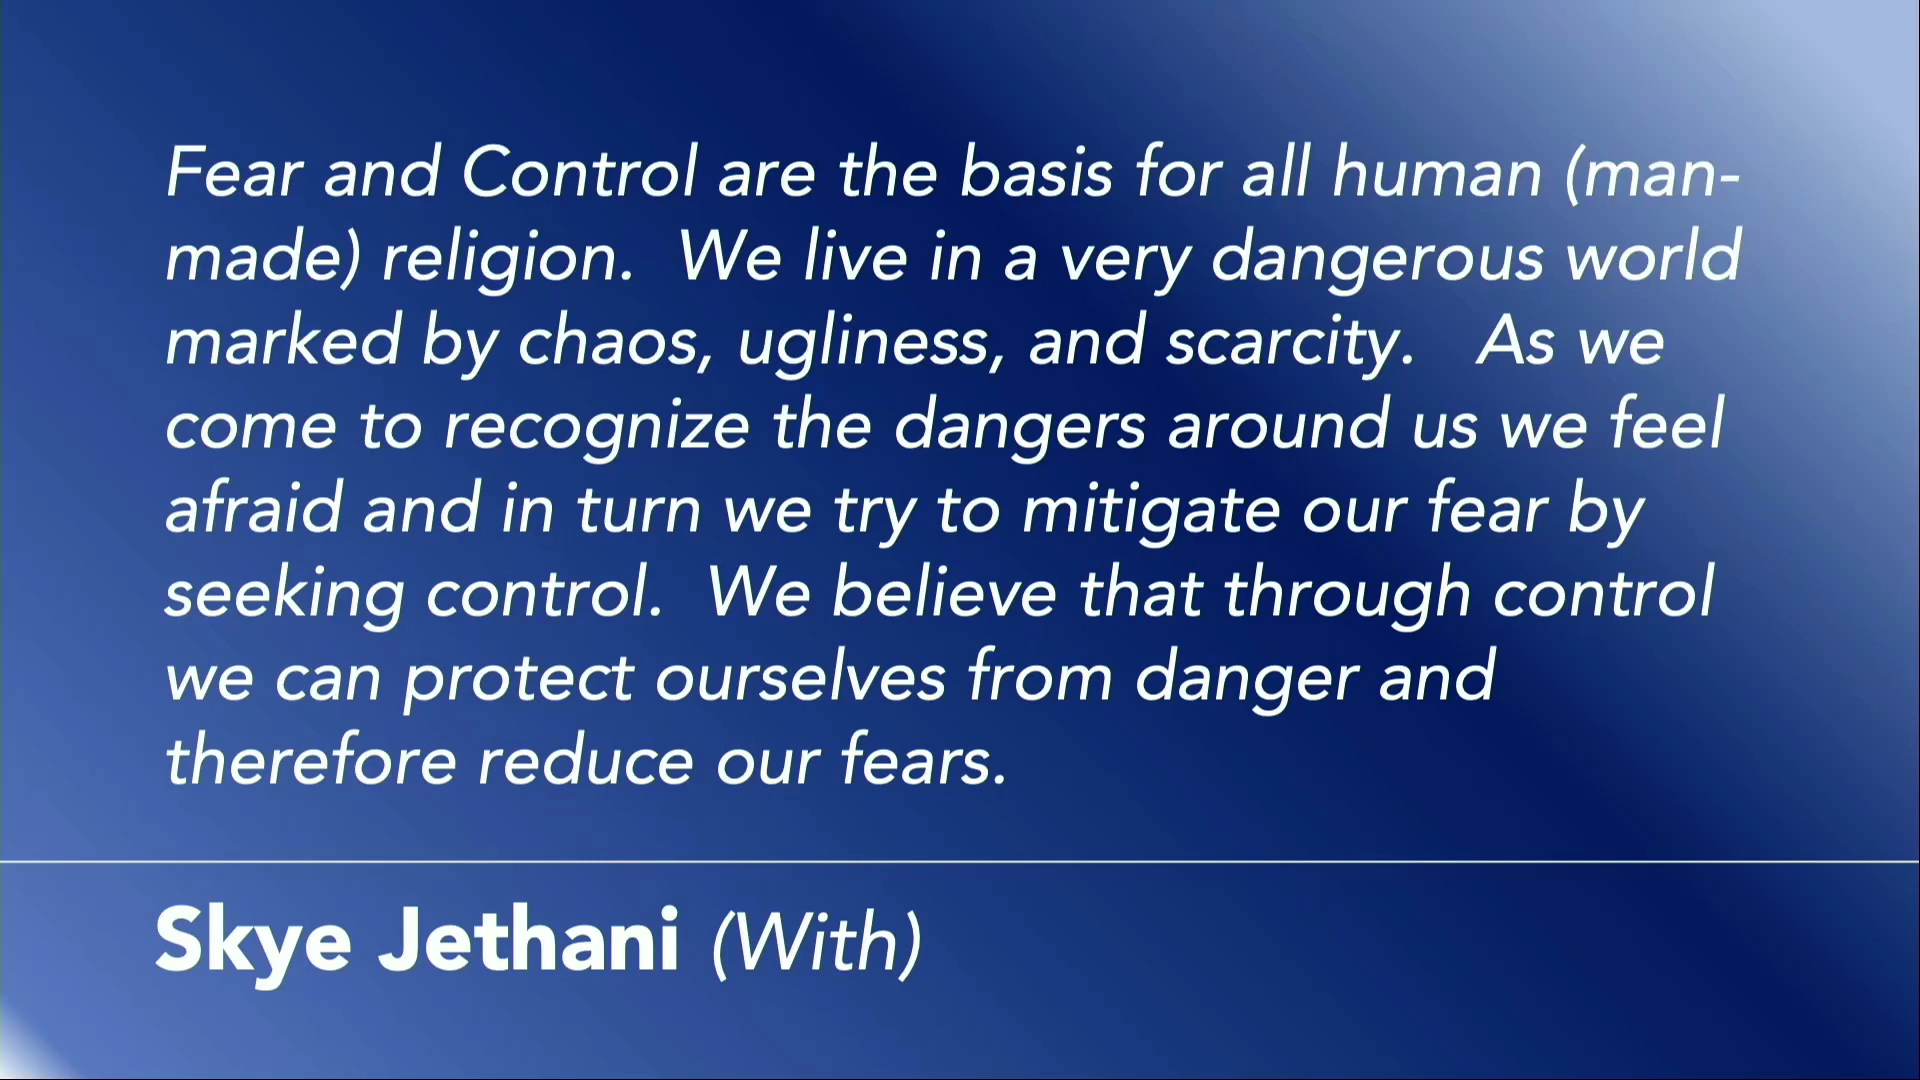 Fear and Control are the basis for all human (man-
made) religion.  We live in a very dangerous world
marked by chaos, ugliness, and scarcity.   As we
come to recognize the dangers around us we feel
afraid and in turn we try to mitigate our fear by
seeking control.  We believe that through control
we can protect ourselves from danger and
therefore reduce our fears.
Skye Jethani (With)